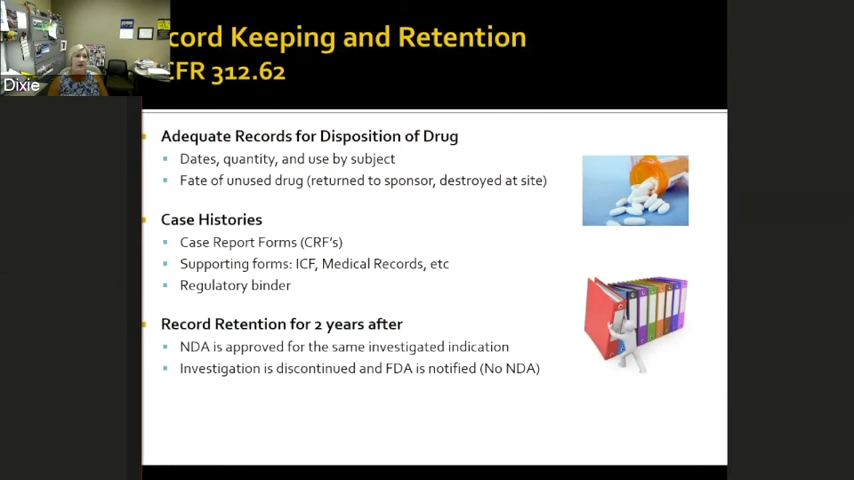 cord Keeping and Retention
CFR 312.62
Dixie
Adequate Records for Disposition of Drug
Dates, quantity, and use by subject
Fate of unused drug (returned to sponsor, destroyed at site)
Case Histories
Case Report Forms (CRF's)
Supporting forms: ICF, Medical Records, etc
Regulatory binder
Record Retention for 2 years after
NDA is approved for the same investigated indication
Investigation is discontinued and FDA is notified (No NDA)